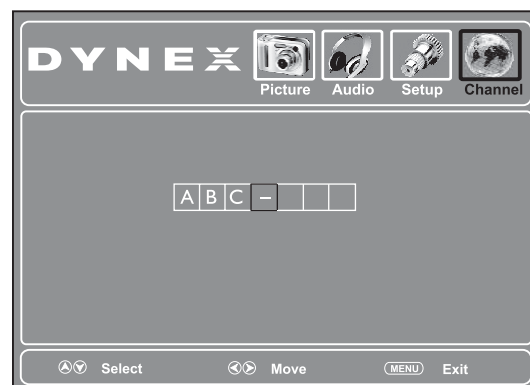 DYNEX
Picture Audio Setup Channel
A B C –
Select Move MENU Exit